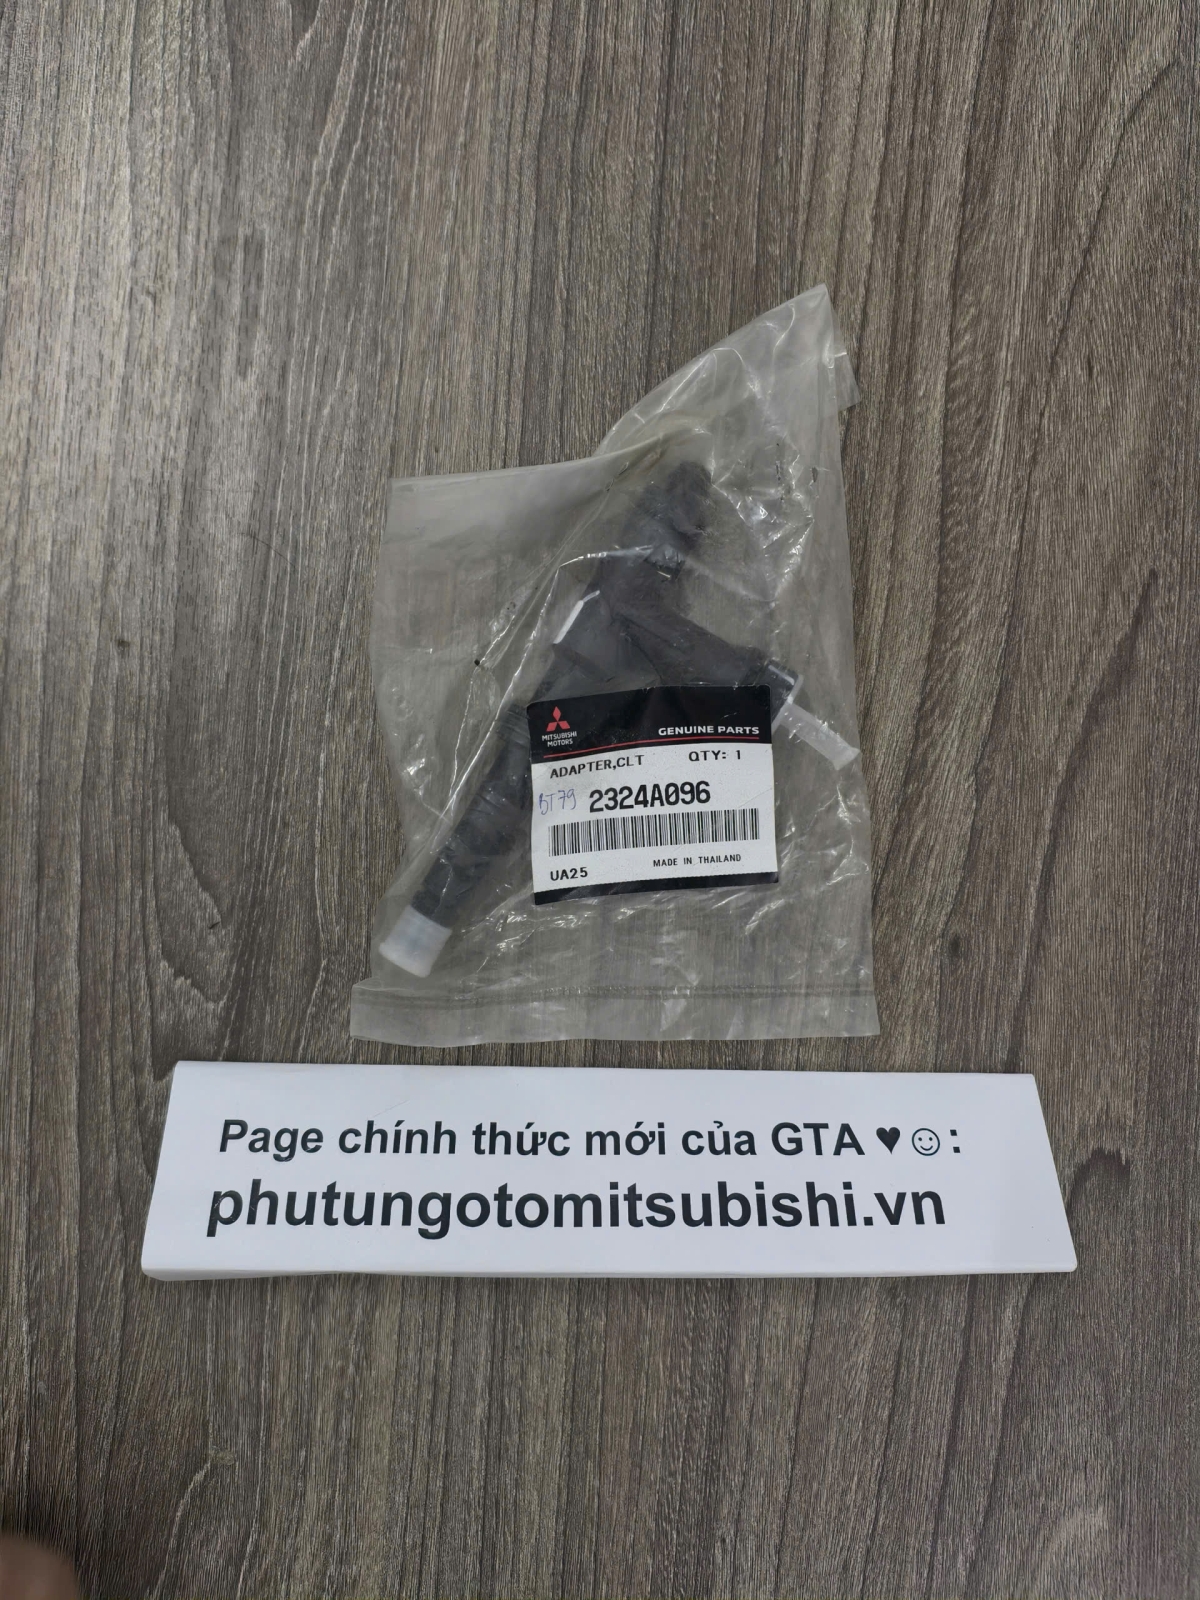 MITSUBISHI
MOTORS
GENUINE PARTS
ADAPTER,CLT QTY: 1
BT79 2324A096
MADE IN THAILAND
UA25
Page chính thức mới của GTA ♥☺:
phutungotomitsubishi.vn